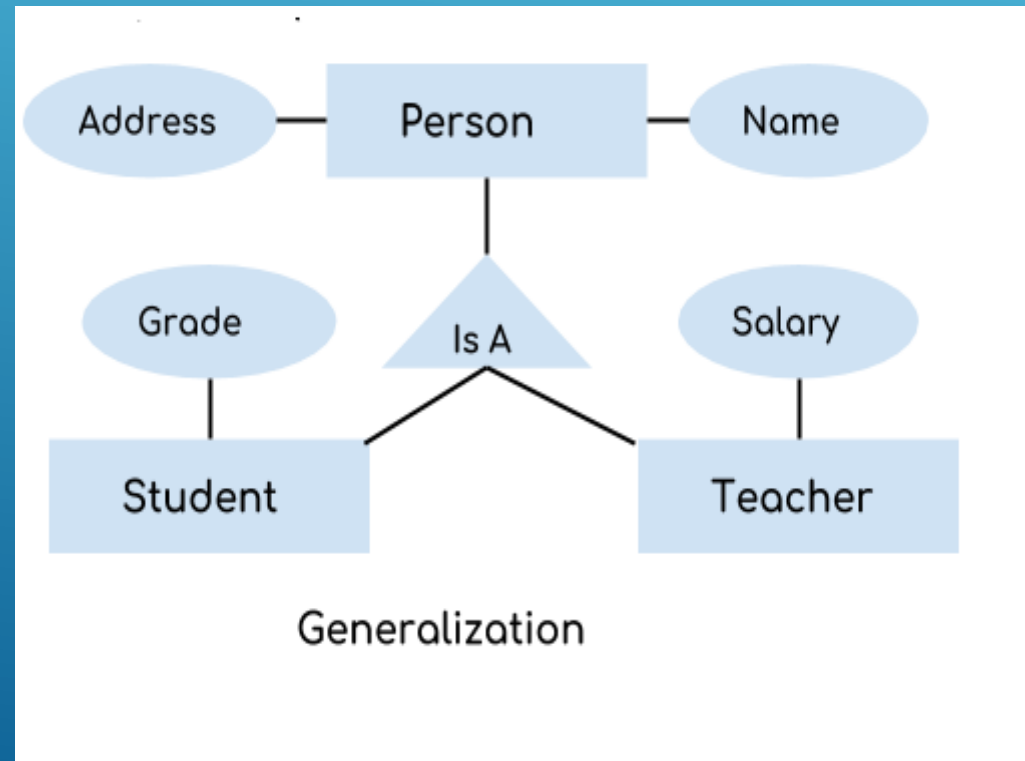 Address
Person
Name
Grade
Is A
Salary
Student
Teacher
Generalization